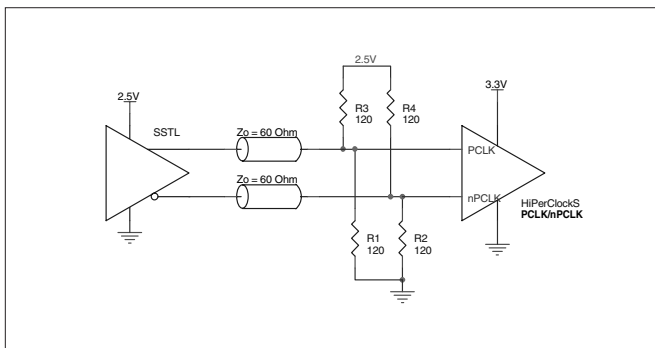 2.5V
SSTL
Zo = 60 Ohm
Zo = 60 Ohm
2.5V
R3
120
R4
120
3.3V
PCLK
nPCLK
HiPerClockS
PCLK/nPCLK
R1
120
R2
120